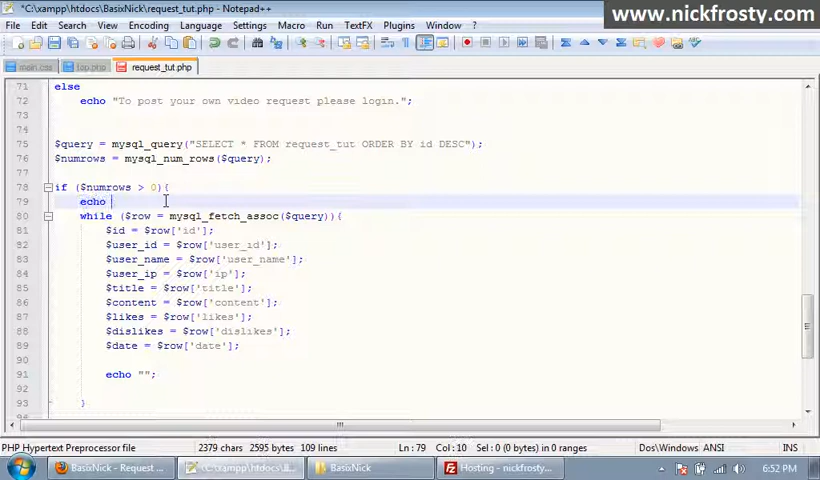 *C:\xampp\htdocs\BasixNick\request_tut.php - Notepad++
www.nickfrosty.com
File Edit Search View Encoding Language Settings Macro Run TextFX Plugins Window ?
main.css top.php request_tut.php
71 else
72 echo "To post your own video request please login.";
73
74
75 $query = mysql_query("SELECT * FROM request_tut ORDER BY id DESC");
76 $numrows = mysql_num_rows($query);
77
78 if ($numrows > 0){
79 echo
80 while ($row = mysql_fetch_assoc($query)){
81 $id = $row['id'];
82 $user_id = $row['user_id'];
83 $user_name = $row['user_name'];
84 $user_ip = $row['ip'];
85 $title = $row['title'];
86 $content = $row['content'];
87 $likes = $row['likes'];
88 $dislikes = $row['dislikes'];
89 $date = $row['date'];
90
91 echo "";
92
93 }
PHP Hypertext Preprocessor file 2379 chars 2595 bytes 109 lines Ln : 79 Col : 10 Sel : 0 (0 bytes) in 0 ranges Dos\Windows ANSI INS
BasixNick - Request ... C:\xampp\htdocs\Ba... BasixNick Hosting - nickfrosty... 6:52 PM